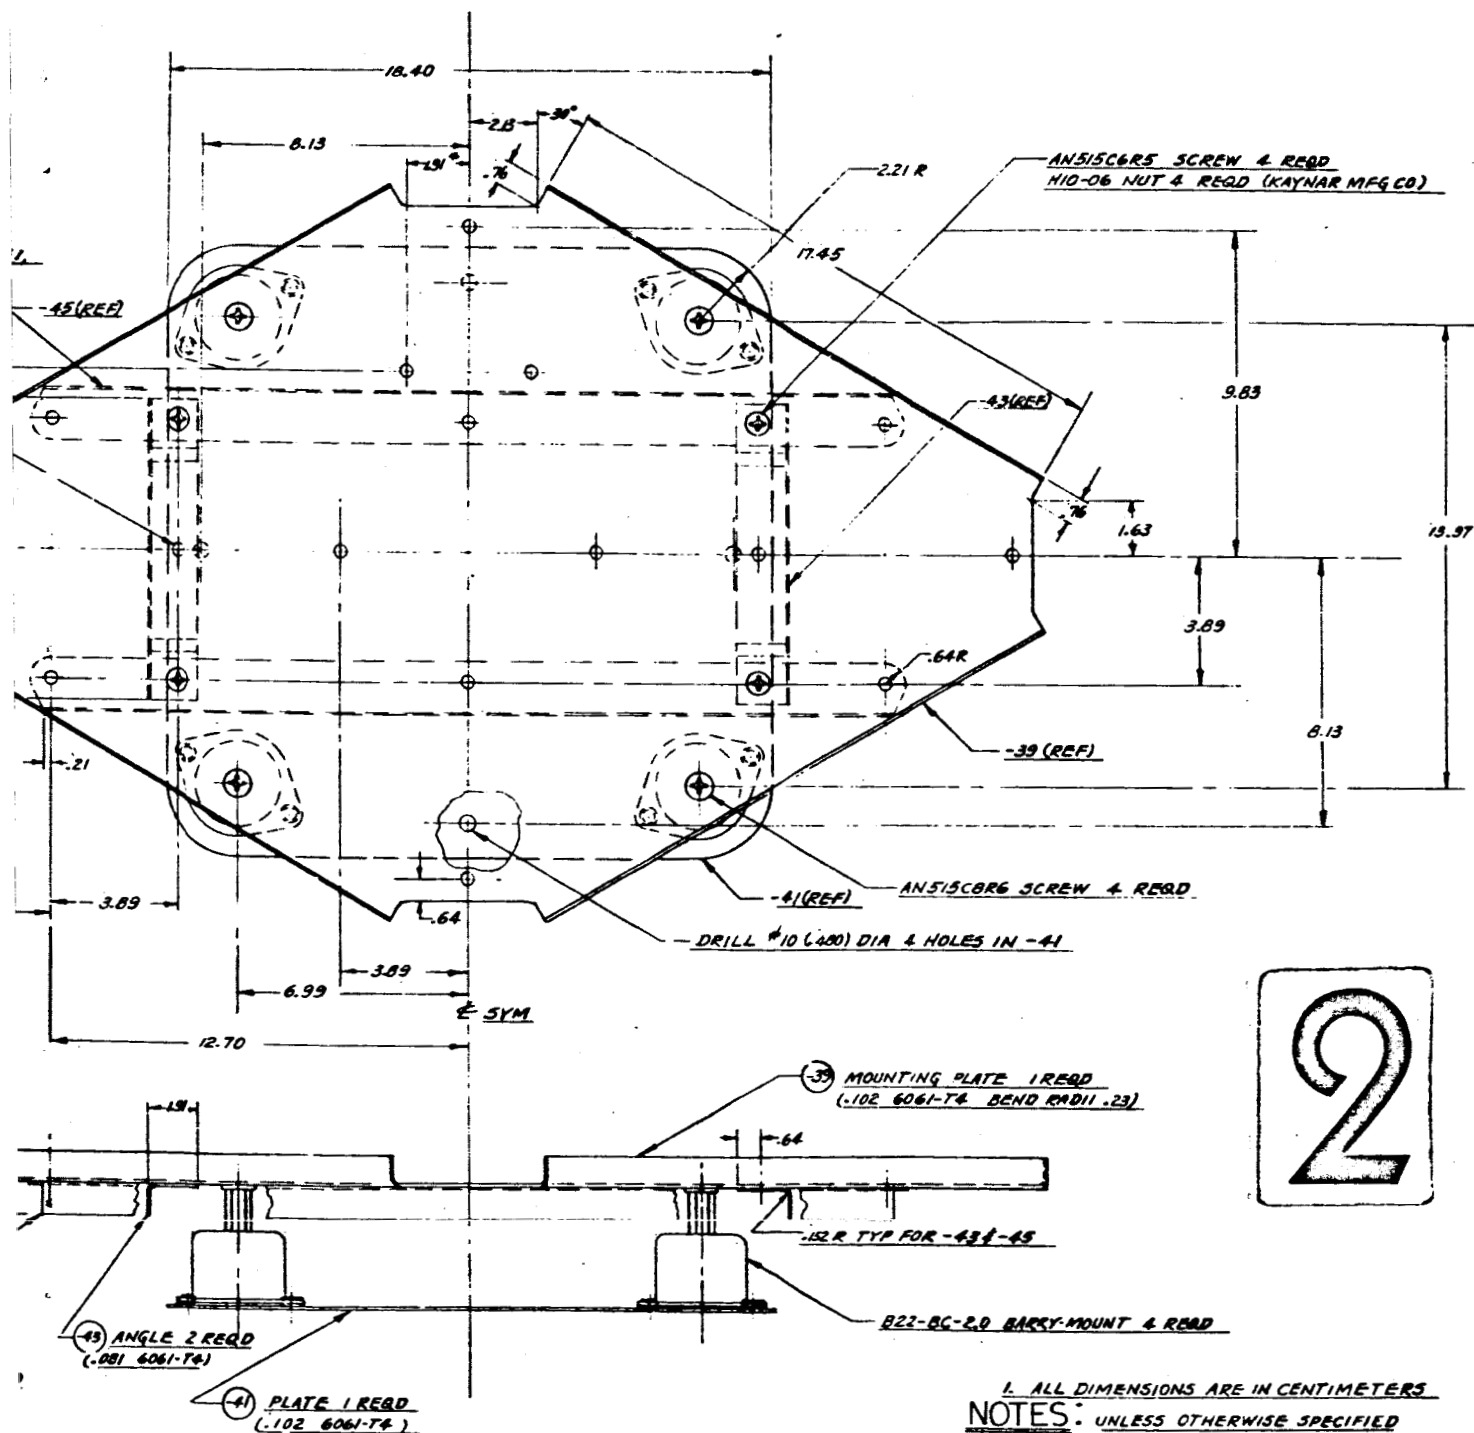 18.40
2.13
30°
8.13
1.91
.76
2.21 R
AN515C6R5 SCREW 4 REQD
H10-06 NUT 4 REQD (KAYNAR MFG CO)
17.45
-45(REF)
9.83
-43(REF)
.76
1.63
13.97
3.89
.64R
8.13
-39 (REF)
.21
3.89
.64
-41(REF)
AN515C8R6 SCREW 4 REQD
DRILL #10 (.480) DIA 4 HOLES IN -41
3.89
6.99
℄ SYM
12.70
2
-39 MOUNTING PLATE 1 REQD
(.102 6061-T4 BEND RADII .23)
1.91
.64
.152 R TYP FOR -43 & -45
B22-BC-2.0 BARRY-MOUNT 4 REQD
-43 ANGLE 2 REQD
(.081 6061-T4)
-41 PLATE 1 REQD
(.102 6061-T4)
1. ALL DIMENSIONS ARE IN CENTIMETERS
NOTES: UNLESS OTHERWISE SPECIFIED